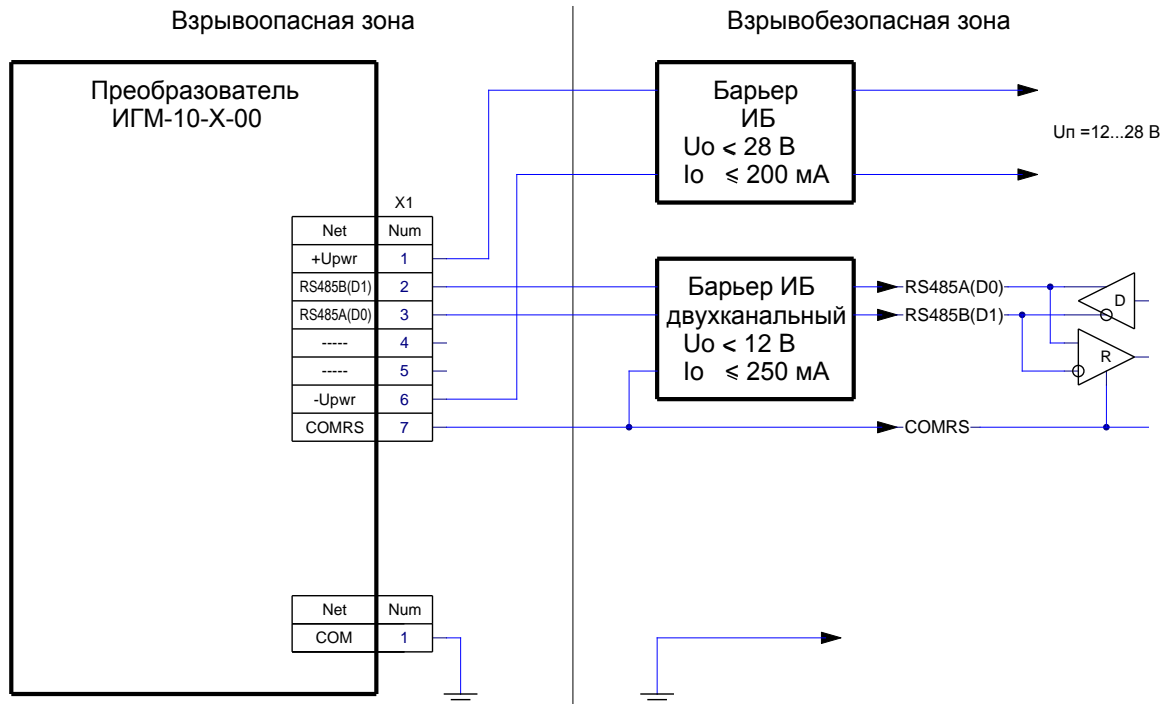 Взрывоопасная зона
Взрывобезопасная зона
Преобразователь
ИГМ-10-Х-00
Барьер
ИБ
Uo < 28 В
Io ⩽ 200 мА
Uп =12...28 В
X1
Net Num
+Upwr 1
RS485B(D1) 2
RS485A(D0) 3
----- 4
----- 5
-Upwr 6
COMRS 7
Барьер ИБ
двухканальный
Uo < 12 В
Io ⩽ 250 мА
RS485A(D0)
RS485B(D1)
D
R
COMRS
Net Num
COM 1